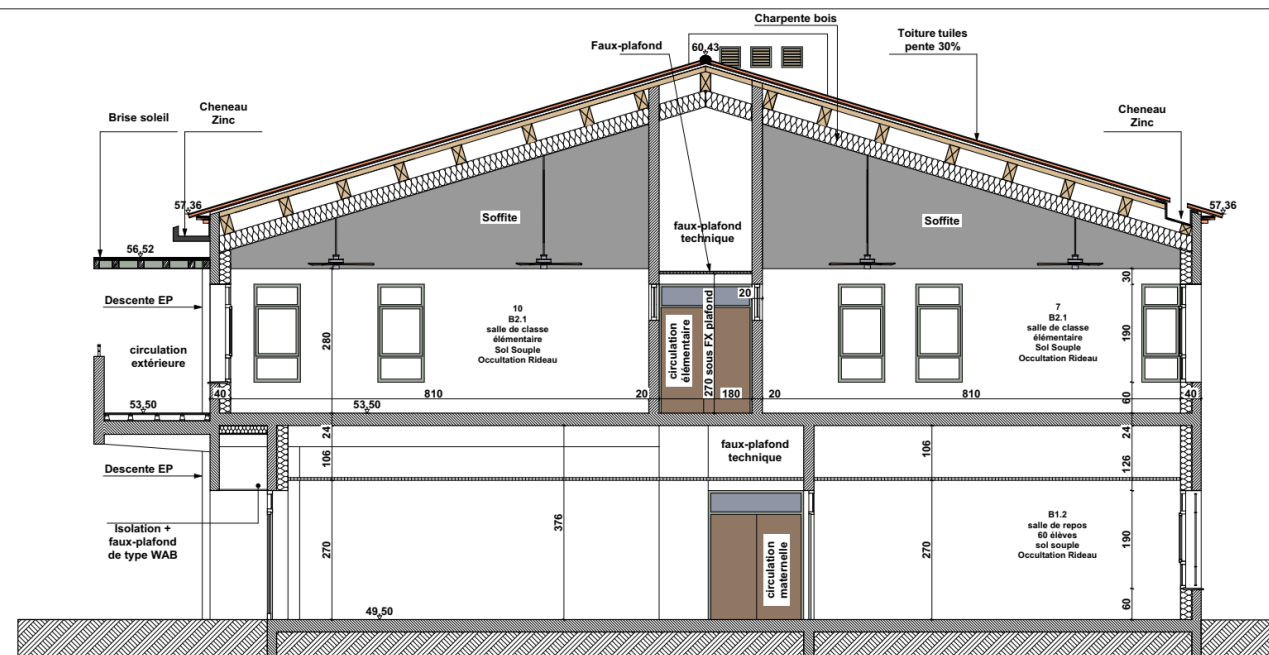 Charpente bois
Toiture tuiles
pente 30%
Faux-plafond
60,43
Brise soleil
Cheneau
Zinc
Cheneau
Zinc
57,36
57,36
Soffite
Soffite
faux-plafond
technique
56,52
Descente EP
circulation
extérieure
280
10
B2.1
salle de classe
élémentaire
Sol Souple
Occultation Rideau
circulation
élémentaire
270 sous FX plafond
20
7
B2.1
salle de classe
élémentaire
Sol Souple
Occultation Rideau
30
190
60
40
810
20
180
20
810
40
53,50
53,50
24
106
faux-plafond
technique
106
24
126
Descente EP
Isolation +
faux-plafond
de type WAB
270
376
circulation
maternelle
270
B1.2
salle de repos
60 élèves
sol souple
Occultation Rideau
190
60
49,50